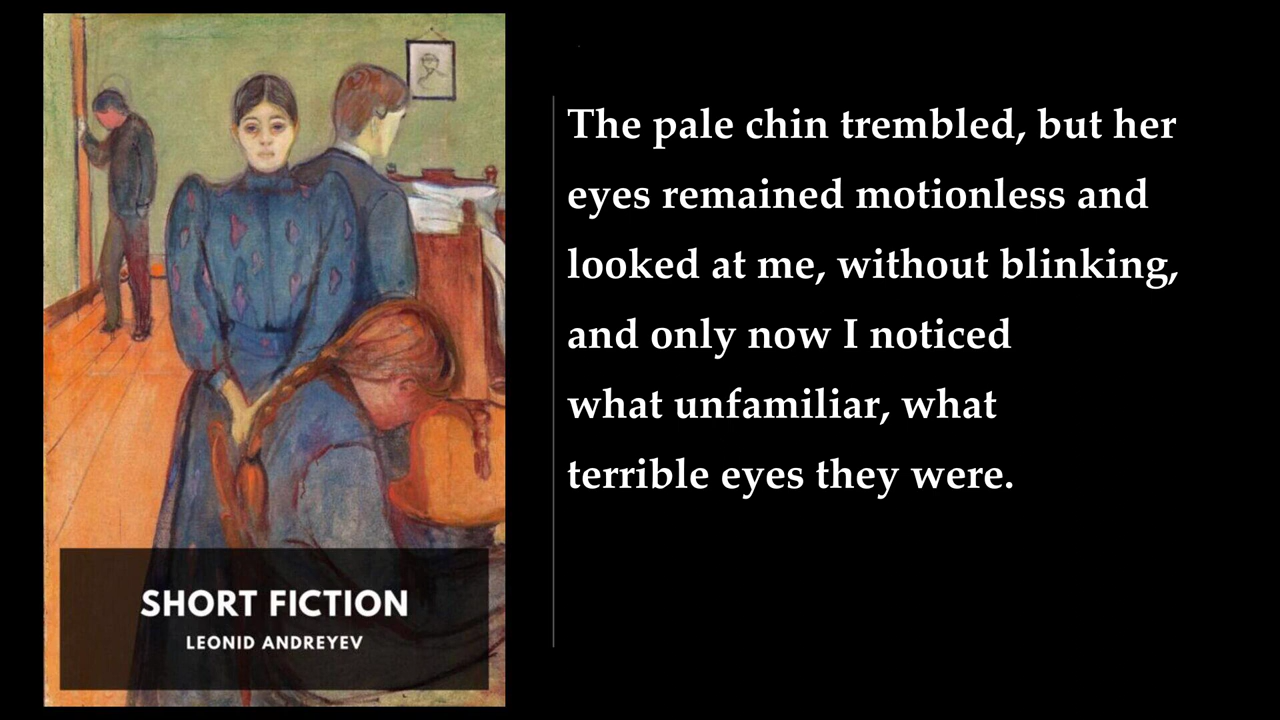 SHORT FICTION
LEONID ANDREYEV
The pale chin trembled, but her
eyes remained motionless and
looked at me, without blinking,
and only now I noticed
what unfamiliar, what
terrible eyes they were.